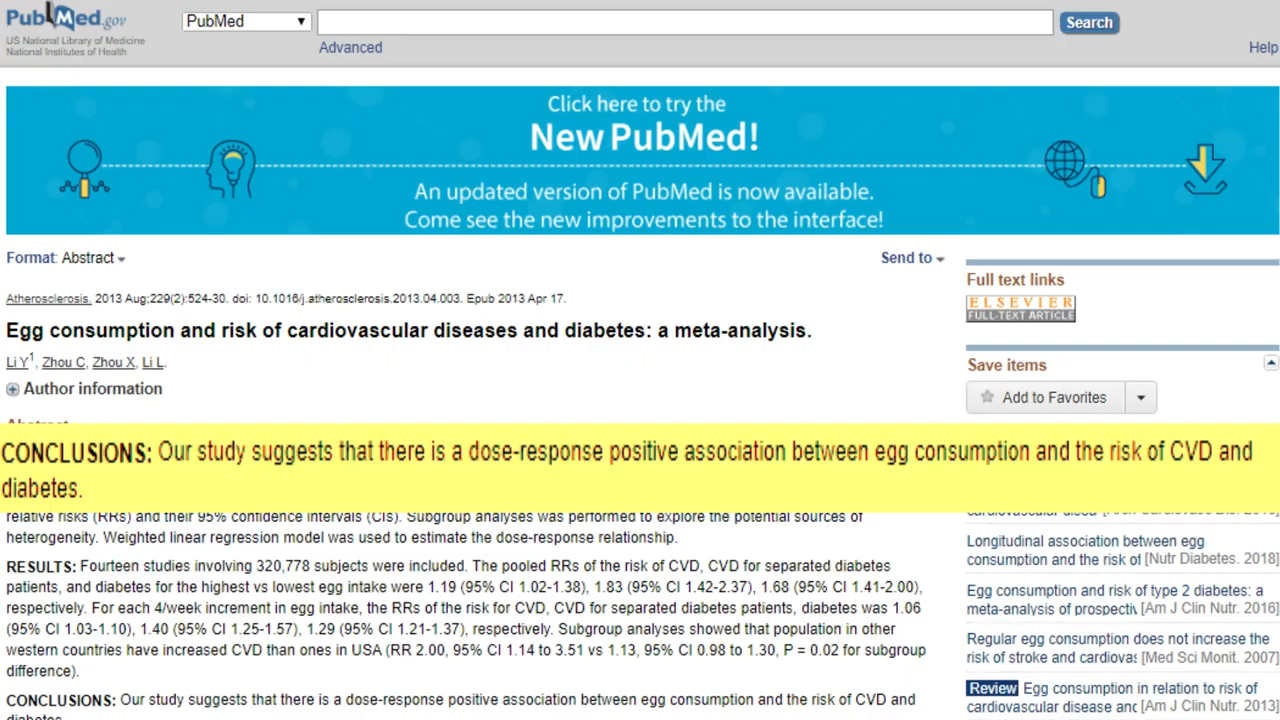 PubMed.gov
US National Library of Medicine
National Institutes of Health
PubMed
Search
Advanced
Help
Click here to try the
New PubMed!
An updated version of PubMed is now available.
Come see the new improvements to the interface!
Format: Abstract
Send to
Atherosclerosis. 2013 Aug;229(2):524-30. doi: 10.1016/j.atherosclerosis.2013.04.003. Epub 2013 Apr 17.
Egg consumption and risk of cardiovascular diseases and diabetes: a meta-analysis.
Li Y1, Zhou C, Zhou X, Li L.
Author information
Abstract
CONCLUSIONS: Our study suggests that there is a dose-response positive association between egg consumption and the risk of CVD and
diabetes.
relative risks (RRs) and their 95% confidence intervals (CIs). Subgroup analyses was performed to explore the potential sources of
heterogeneity. Weighted linear regression model was used to estimate the dose-response relationship.
RESULTS: Fourteen studies involving 320,778 subjects were included. The pooled RRs of the risk of CVD, CVD for separated diabetes
patients, and diabetes for the highest vs lowest egg intake were 1.19 (95% CI 1.02-1.38), 1.83 (95% CI 1.42-2.37), 1.68 (95% CI 1.41-2.00),
respectively. For each 4/week increment in egg intake, the RRs of the risk for CVD, CVD for separated diabetes patients, diabetes was 1.06
(95% CI 1.03-1.10), 1.40 (95% CI 1.25-1.57), 1.29 (95% CI 1.21-1.37), respectively. Subgroup analyses showed that population in other
western countries have increased CVD than ones in USA (RR 2.00, 95% CI 1.14 to 3.51 vs 1.13, 95% CI 0.98 to 1.30, P = 0.02 for subgroup
difference).
CONCLUSIONS: Our study suggests that there is a dose-response positive association between egg consumption and the risk of CVD and
diabetes.
Full text links
ELSEVIER
FULL-TEXT ARTICLE
Save items
Add to Favorites
Longitudinal association between egg
consumption and the risk of [Nutr Diabetes. 2018]
Egg consumption and risk of type 2 diabetes: a
meta-analysis of prospectiv [Am J Clin Nutr. 2016]
Regular egg consumption does not increase the
risk of stroke and cardiovas [Med Sci Monit. 2007]
Review Egg consumption in relation to risk of
cardiovascular disease and [Am J Clin Nutr. 2013]